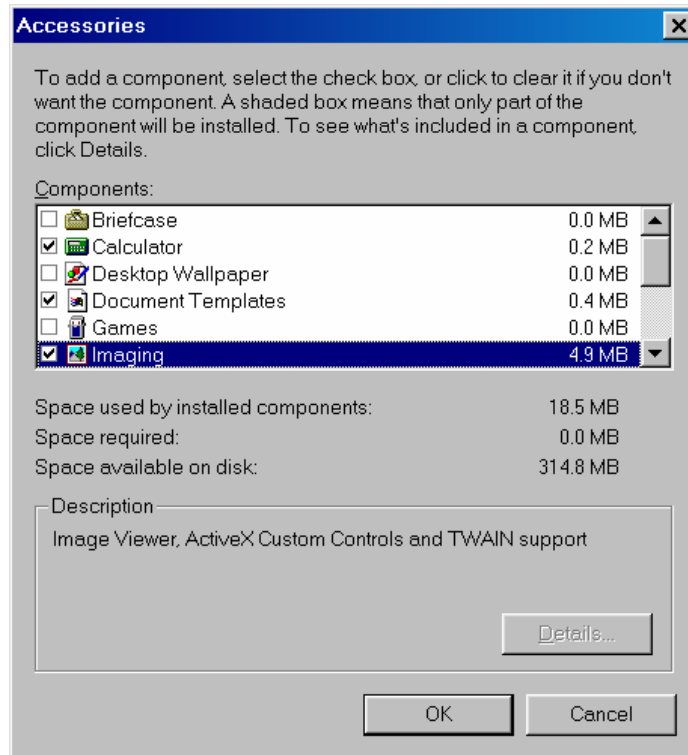 Accessories
To add a component, select the check box, or click to clear it if you don't
want the component. A shaded box means that only part of the
component will be installed. To see what's included in a component,
click Details.
Components:
Briefcase 0.0 MB
Calculator 0.2 MB
Desktop Wallpaper 0.0 MB
Document Templates 0.4 MB
Games 0.0 MB
Imaging 4.9 MB
Space used by installed components: 18.5 MB
Space required: 0.0 MB
Space available on disk: 314.8 MB
Description
Image Viewer, ActiveX Custom Controls and TWAIN support
Details...
OK Cancel